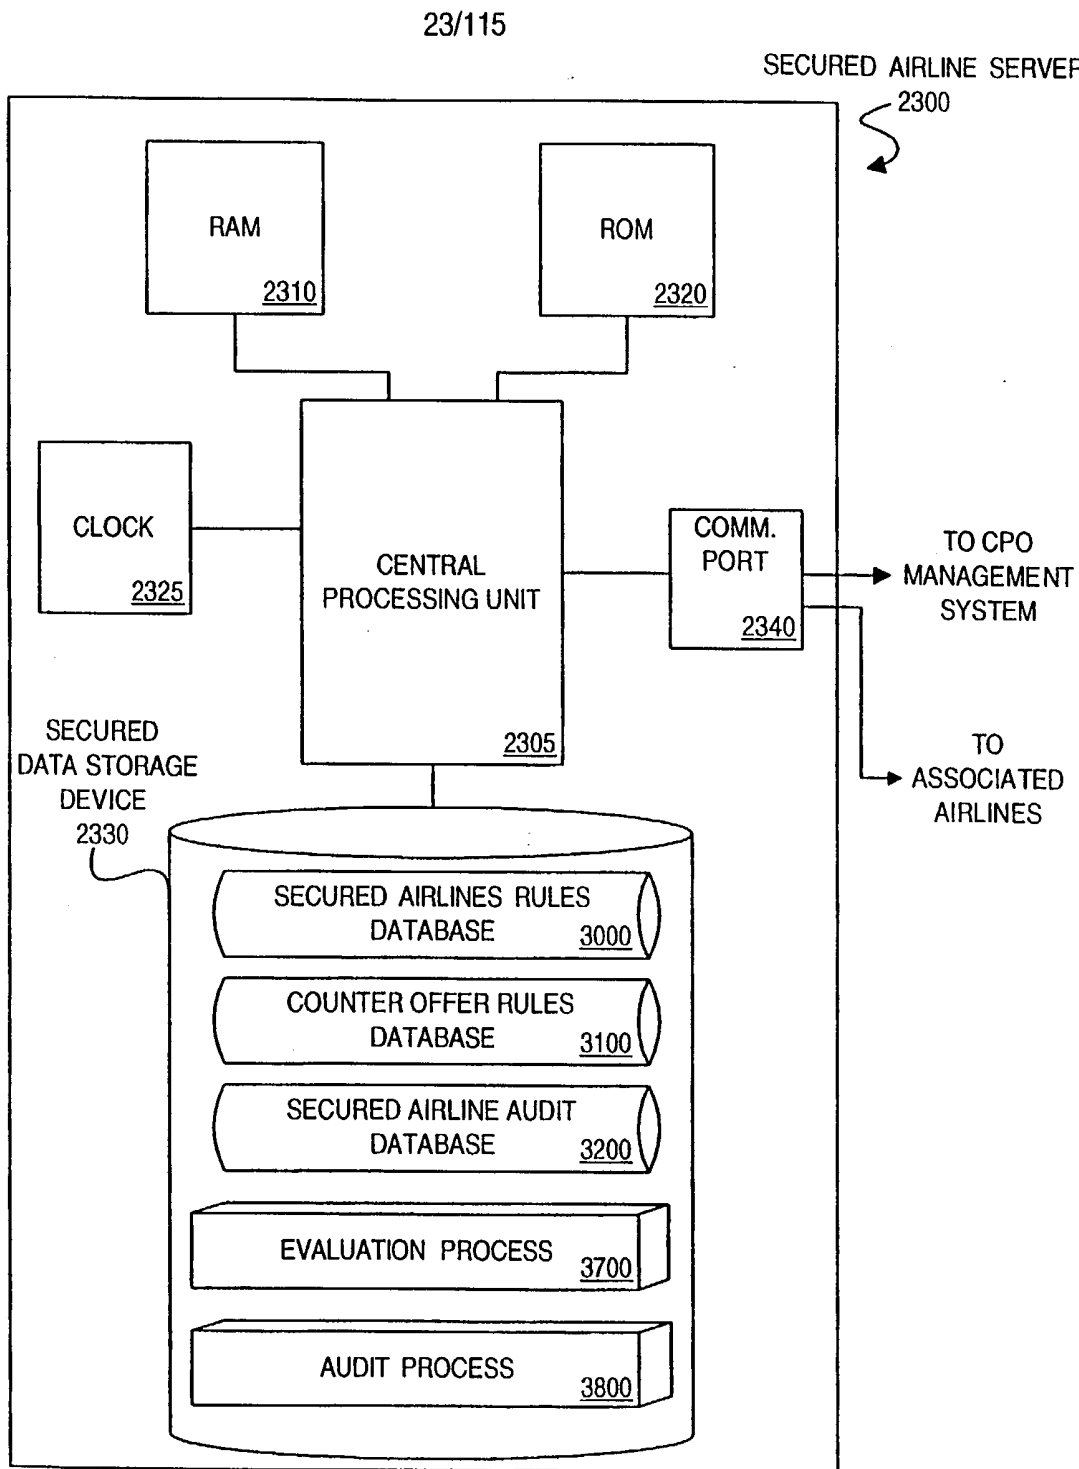 23/115
SECURED AIRLINE SERVER
2300
RAM
2310
ROM
2320
CLOCK
2325
CENTRAL
PROCESSING UNIT
2305
COMM.
PORT
2340
TO CPO
MANAGEMENT
SYSTEM
TO
ASSOCIATED
AIRLINES
SECURED
DATA STORAGE
DEVICE
2330
SECURED AIRLINES RULES
DATABASE 3000
COUNTER OFFER RULES
DATABASE 3100
SECURED AIRLINE AUDIT
DATABASE 3200
EVALUATION PROCESS 3700
AUDIT PROCESS 3800